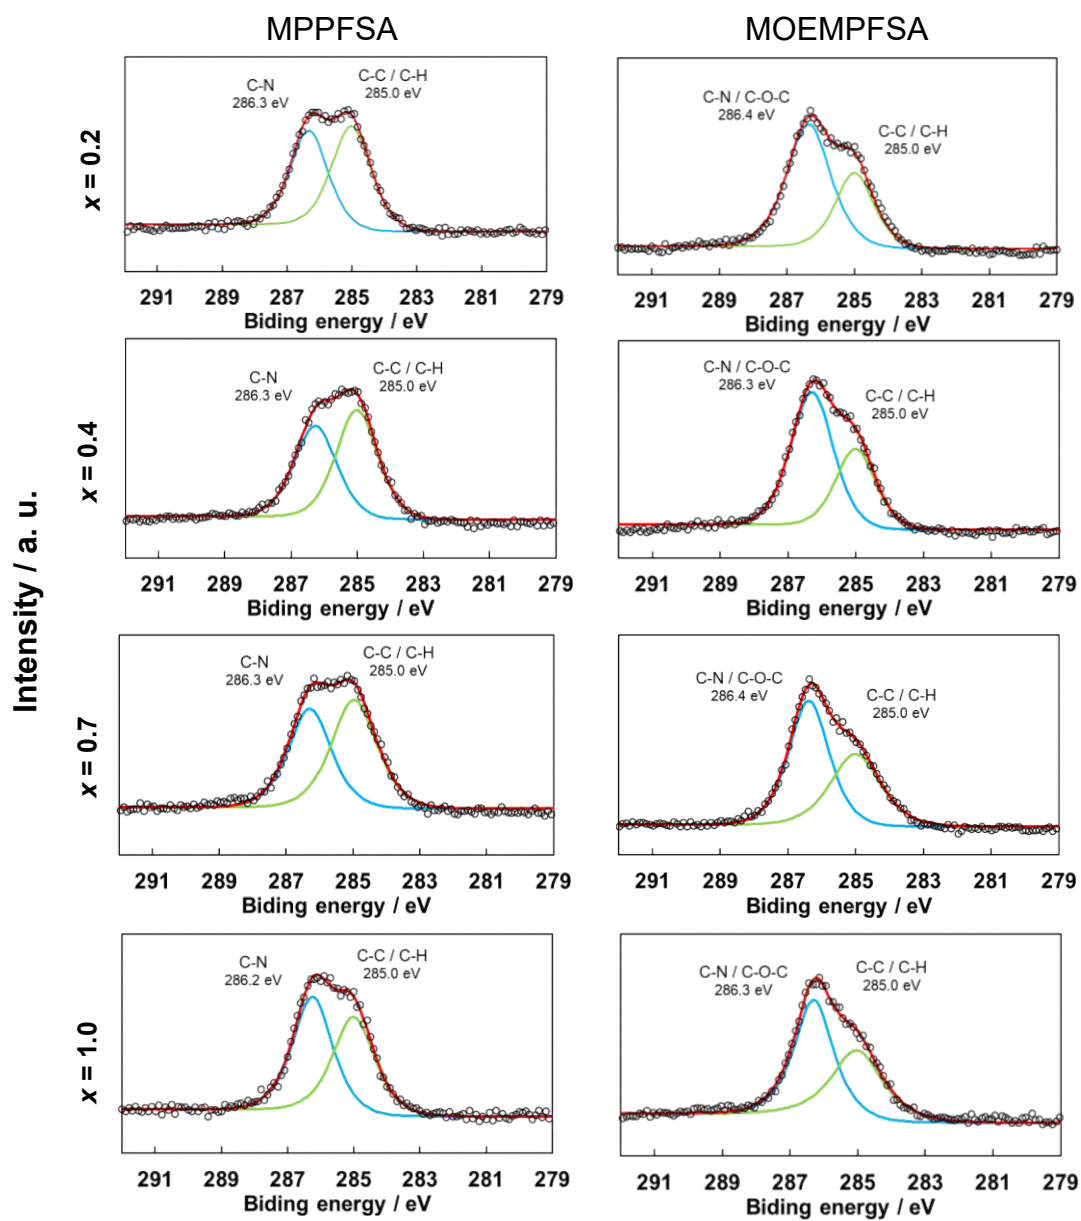 MPPFSA
MOEMPFSA
Intensity / a. u.
x = 0.2
C-N
286.3 eV
C-C / C-H
285.0 eV
291 289 287 285 283 281 279
Biding energy / eV
C-N / C-O-C
286.4 eV
C-C / C-H
285.0 eV
291 289 287 285 283 281 279
Biding energy / eV
x = 0.4
C-N
286.3 eV
C-C / C-H
285.0 eV
291 289 287 285 283 281 279
Biding energy / eV
C-N / C-O-C
286.3 eV
C-C / C-H
285.0 eV
291 289 287 285 283 281 279
Biding energy / eV
x = 0.7
C-N
286.3 eV
C-C / C-H
285.0 eV
291 289 287 285 283 281 279
Biding energy / eV
C-N / C-O-C
286.4 eV
C-C / C-H
285.0 eV
291 289 287 285 283 281 279
Biding energy / eV
x = 1.0
C-N
286.2 eV
C-C / C-H
285.0 eV
291 289 287 285 283 281 279
Biding energy / eV
C-N / C-O-C
286.3 eV
C-C / C-H
285.0 eV
291 289 287 285 283 281 279
Biding energy / eV